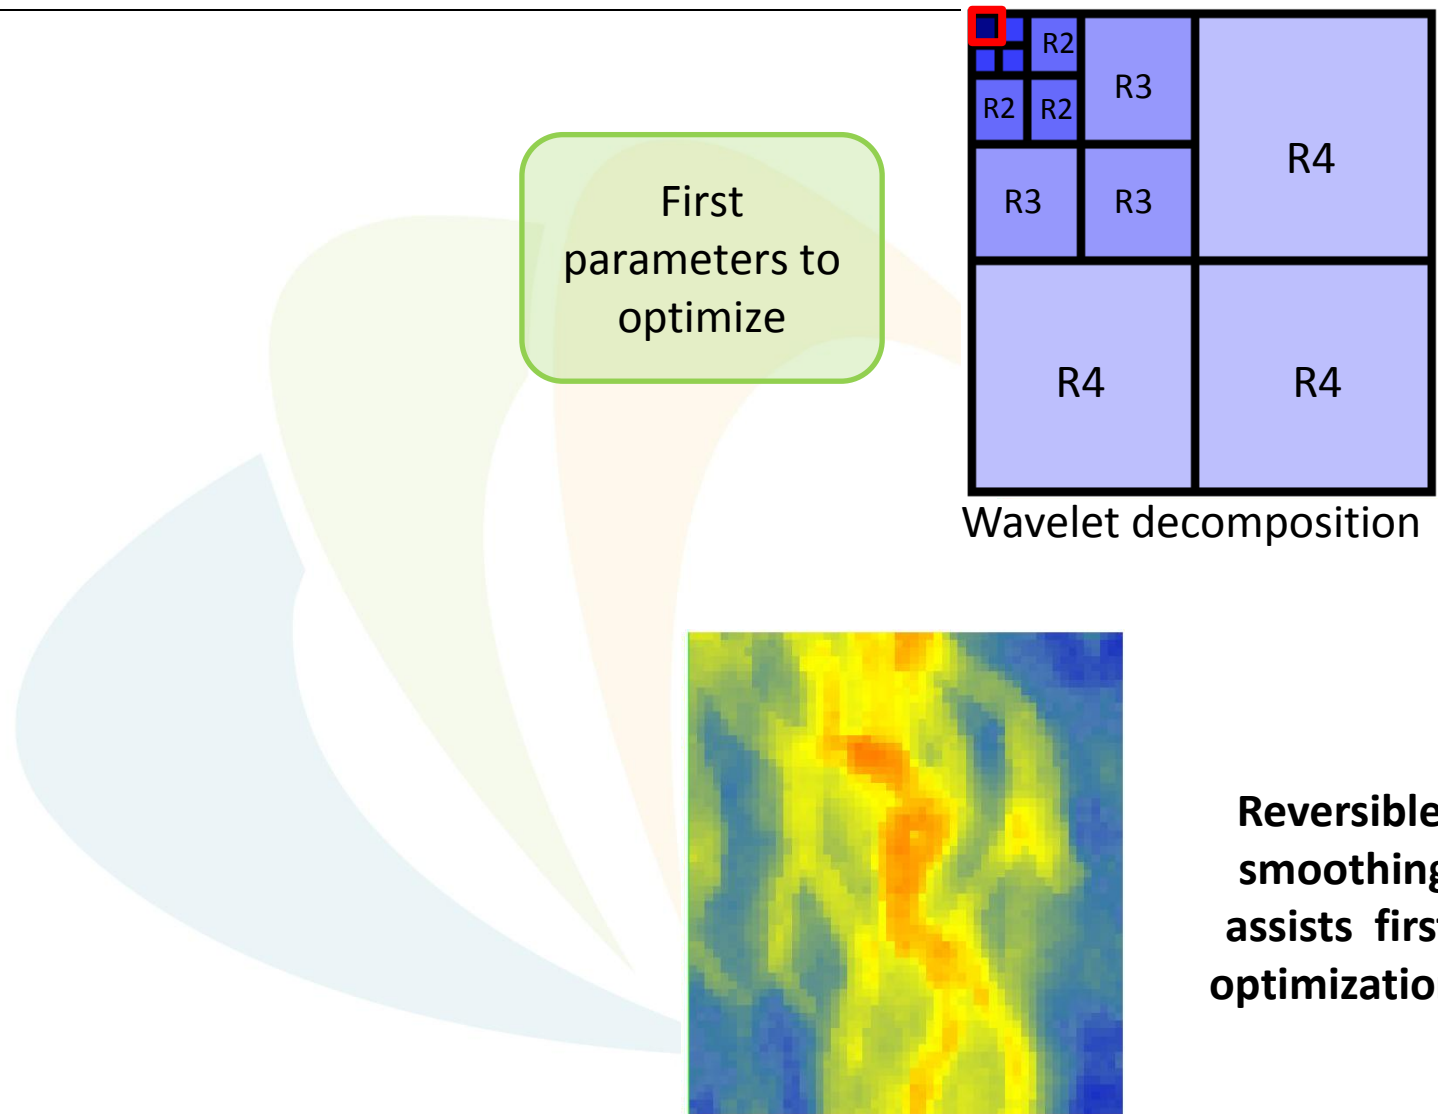 R2
R3
R2
R2
R4
R3
R3
R4
R4
First
parameters to
optimize
Wavelet decomposition
Reversible
smoothing
assists first
optimization